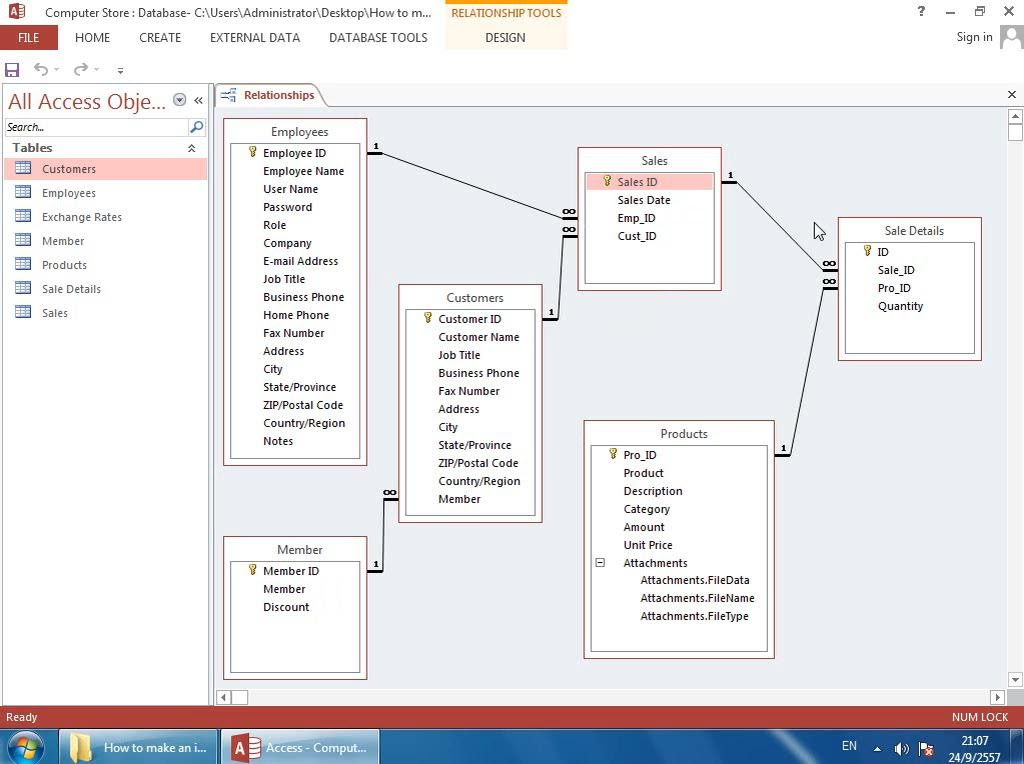 Computer Store : Database- C:\Users\Administrator\Desktop\How to m...
RELATIONSHIP TOOLS
?
FILE
HOME
CREATE
EXTERNAL DATA
DATABASE TOOLS
DESIGN
Sign in
All Access Obje...
Search...
Tables
Customers
Employees
Exchange Rates
Member
Products
Sale Details
Sales
Relationships
Employees
Employee ID
Employee Name
User Name
Password
Role
Company
E-mail Address
Job Title
Business Phone
Home Phone
Fax Number
Address
City
State/Province
ZIP/Postal Code
Country/Region
Notes
1
∞
∞
Customers
Customer ID
Customer Name
Job Title
Business Phone
Fax Number
Address
City
State/Province
ZIP/Postal Code
Country/Region
Member
1
∞
Member
Member ID
Member
Discount
1
Sales
Sales ID
Sales Date
Emp_ID
Cust_ID
1
∞
∞
Sale Details
ID
Sale_ID
Pro_ID
Quantity
Products
Pro_ID
Product
Description
Category
Amount
Unit Price
Attachments
Attachments.FileData
Attachments.FileName
Attachments.FileType
1
Ready
NUM LOCK
How to make an i...
Access - Comput...
EN
21:07
24/9/2557